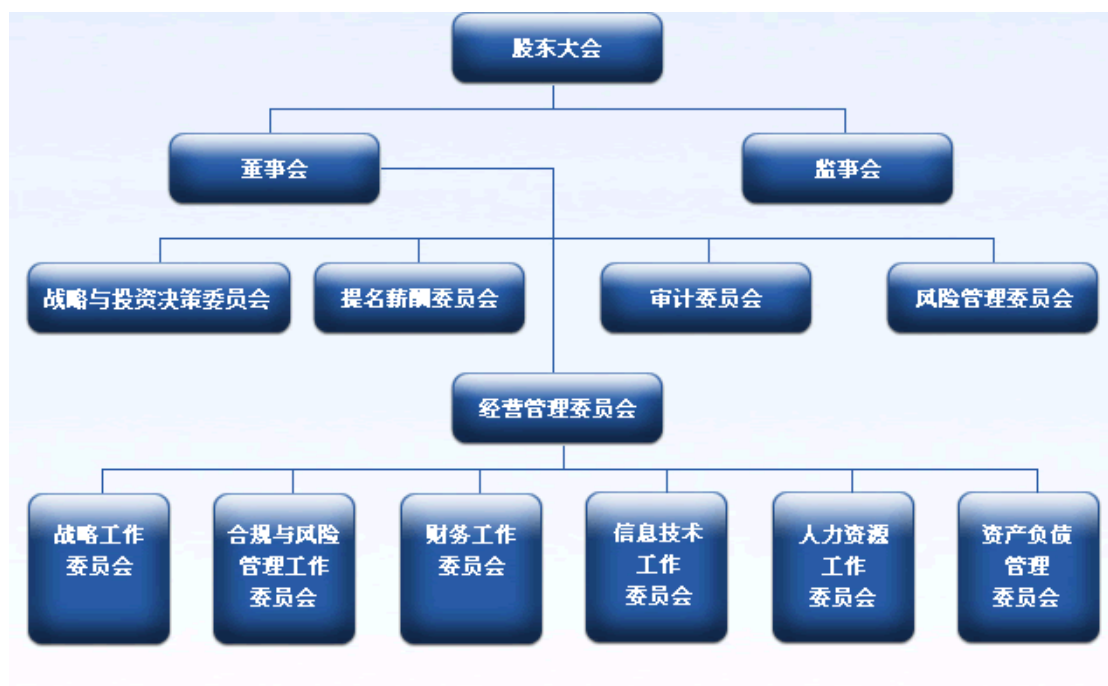 股东大会
董事会
监事会
战略与投资决策委员会
提名薪酬委员会
审计委员会
风险管理委员会
经营管理委员会
战略工作
委员会
合规与风险
管理工作
委员会
财务工作
委员会
信息技术
工作
委员会
人力资源
工作
委员会
资产负债
管理
委员会